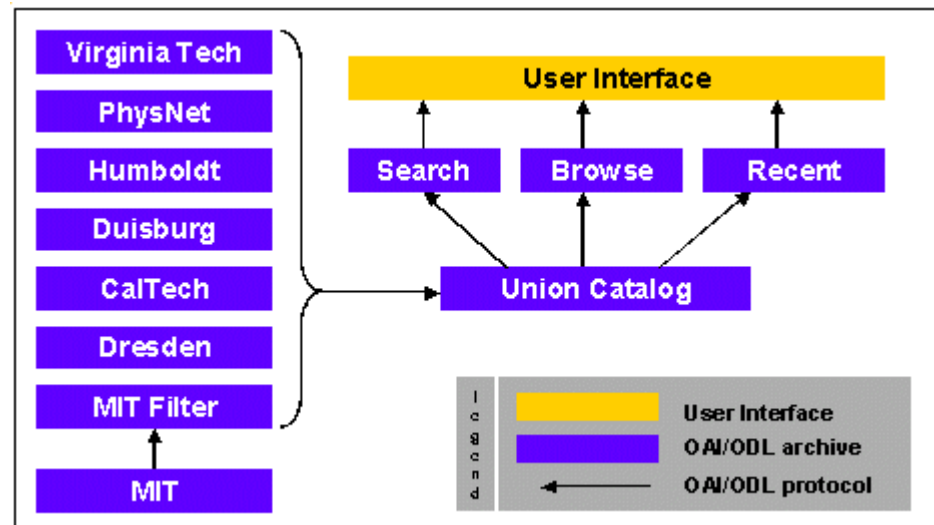 Virginia Tech
PhysNet
Humboldt
Duisburg
CalTech
Dresden
MIT Filter
MIT
User Interface
Search
Browse
Recent
Union Catalog
legend
User Interface
OAI/ODL archive
OAI/ODL protocol